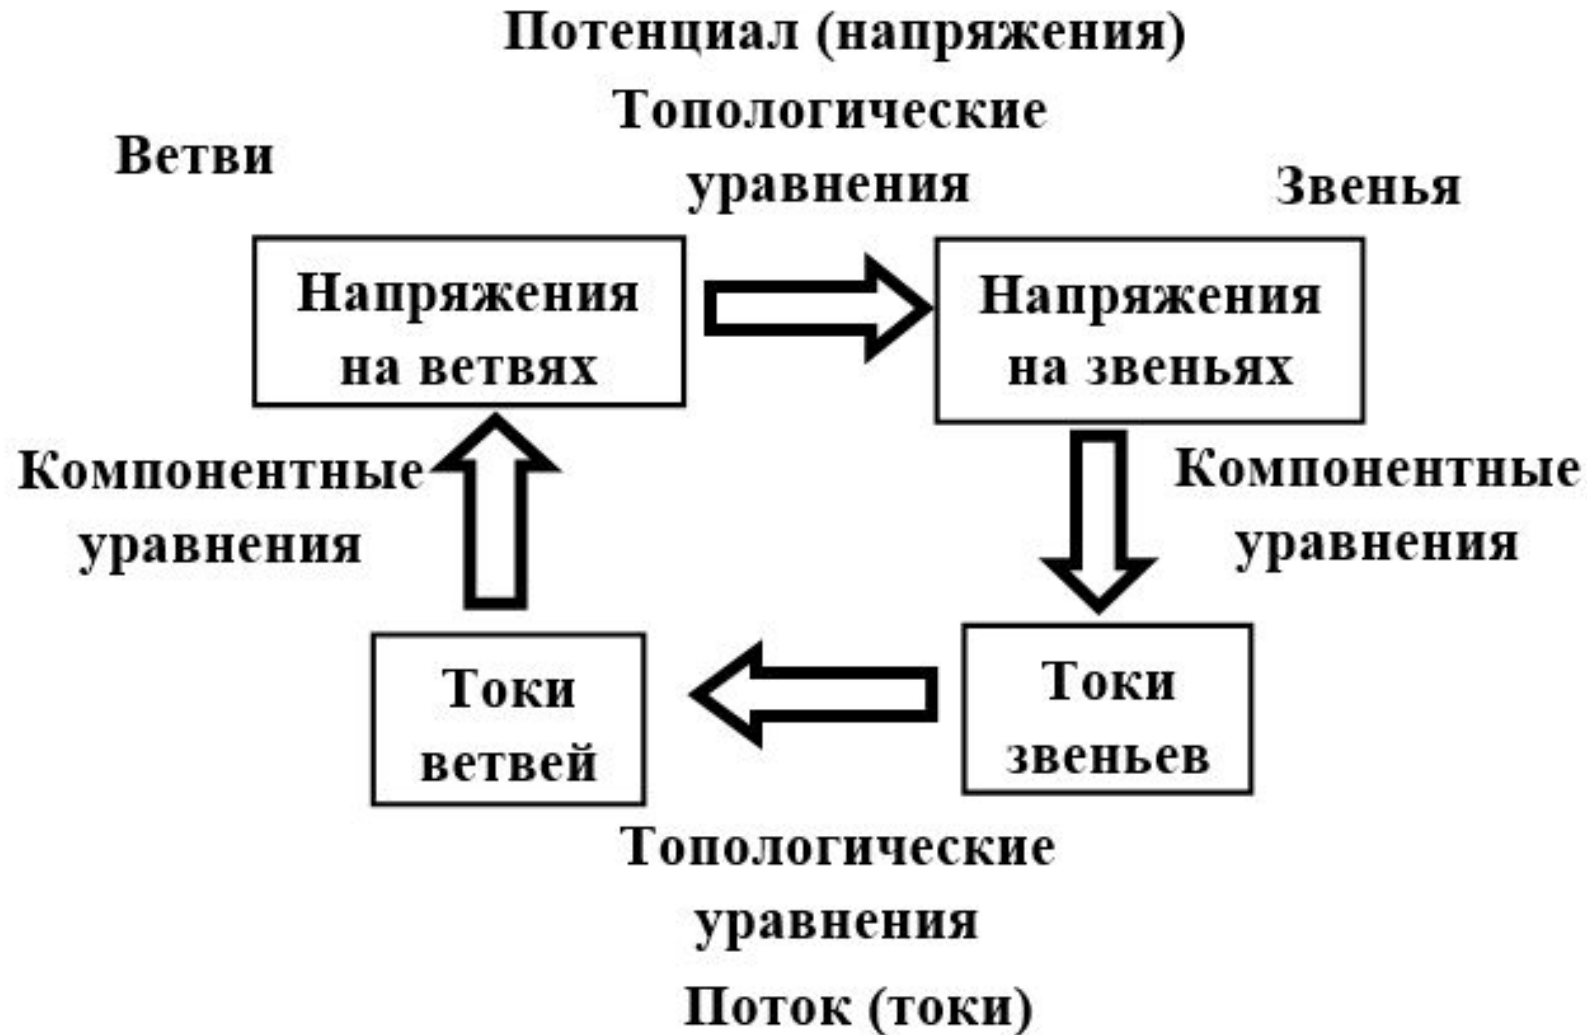 Потенциал (напряжения)
Топологические
уравнения
Ветви
Звенья
Напряжения
на ветвях
Напряжения
на звеньях
Компонентные
уравнения
Компонентные
уравнения
Токи
ветвей
Токи
звеньев
Топологические
уравнения
Поток (токи)